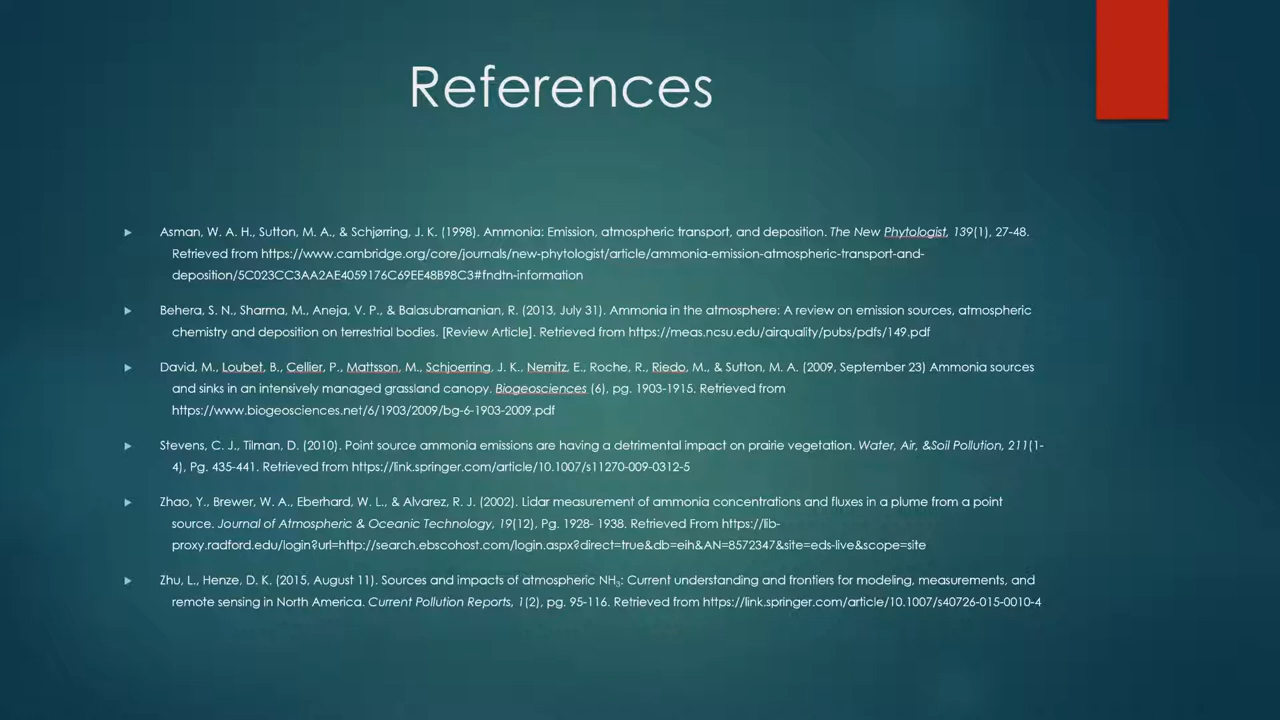 References
Asman, W. A. H., Sutton, M. A., & Schjørring, J. K. (1998). Ammonia: Emission, atmospheric transport, and deposition. The New Phytologist, 139(1), 27-48.
Retrieved from https://www.cambridge.org/core/journals/new-phytologist/article/ammonia-emission-atmospheric-transport-and-
deposition/5C023CC3AA2AE4059176C69EE48B98C3#fndtn-information
Behera, S. N., Sharma, M., Aneja, V. P., & Balasubramanian, R. (2013, July 31). Ammonia in the atmosphere: A review on emission sources, atmospheric
chemistry and deposition on terrestrial bodies. [Review Article]. Retrieved from https://meas.ncsu.edu/airquality/pubs/pdfs/149.pdf
David, M., Loubet, B., Cellier, P., Mattsson, M., Schjoerring, J. K., Nemitz, E., Roche, R., Riedo, M., & Sutton, M. A. (2009, September 23) Ammonia sources
and sinks in an intensively managed grassland canopy. Biogeosciences (6), pg. 1903-1915. Retrieved from
https://www.biogeosciences.net/6/1903/2009/bg-6-1903-2009.pdf
Stevens, C. J., Tilman, D. (2010). Point source ammonia emissions are having a detrimental impact on prairie vegetation. Water, Air, &Soil Pollution, 211(1-
4), Pg. 435-441. Retrieved from https://link.springer.com/article/10.1007/s11270-009-0312-5
Zhao, Y., Brewer, W. A., Eberhard, W. L., & Alvarez, R. J. (2002). Lidar measurement of ammonia concentrations and fluxes in a plume from a point
source. Journal of Atmospheric & Oceanic Technology, 19(12), Pg. 1928- 1938. Retrieved From https://lib-
proxy.radford.edu/login?url=http://search.ebscohost.com/login.aspx?direct=true&db=eih&AN=8572347&site=eds-live&scope=site
Zhu, L., Henze, D. K. (2015, August 11). Sources and impacts of atmospheric NH₃: Current understanding and frontiers for modeling, measurements, and
remote sensing in North America. Current Pollution Reports, 1(2), pg. 95-116. Retrieved from https://link.springer.com/article/10.1007/s40726-015-0010-4